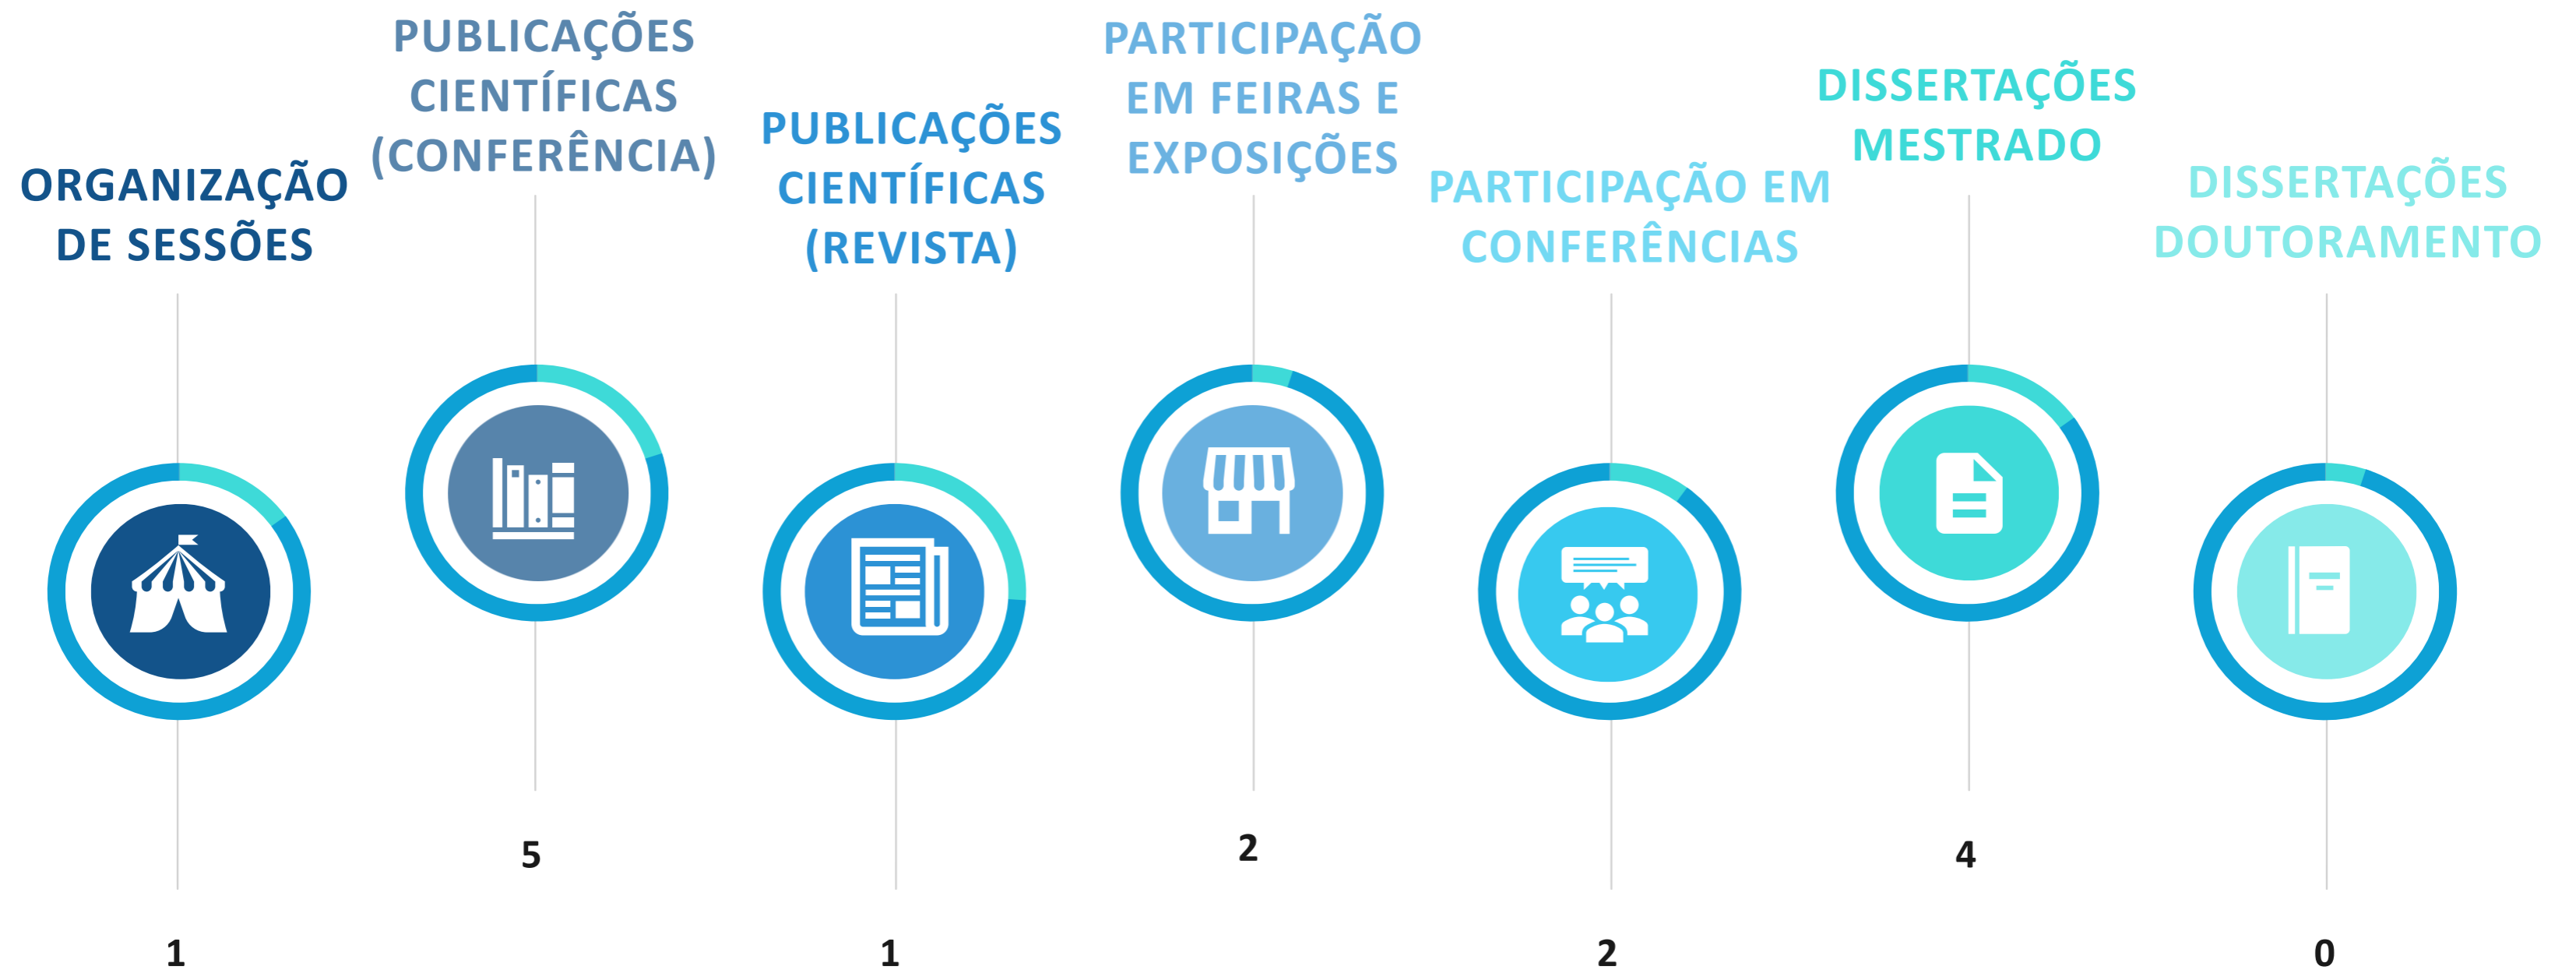 ORGANIZAÇÃO
DE SESSÕES
1
PUBLICAÇÕES
CIENTÍFICAS
(CONFERÊNCIA)
5
PUBLICAÇÕES
CIENTÍFICAS
(REVISTA)
1
PARTICIPAÇÃO
EM FEIRAS E
EXPOSIÇÕES
2
PARTICIPAÇÃO EM
CONFERÊNCIAS
2
DISSERTAÇÕES
MESTRADO
4
DISSERTAÇÕES
DOUTORAMENTO
0